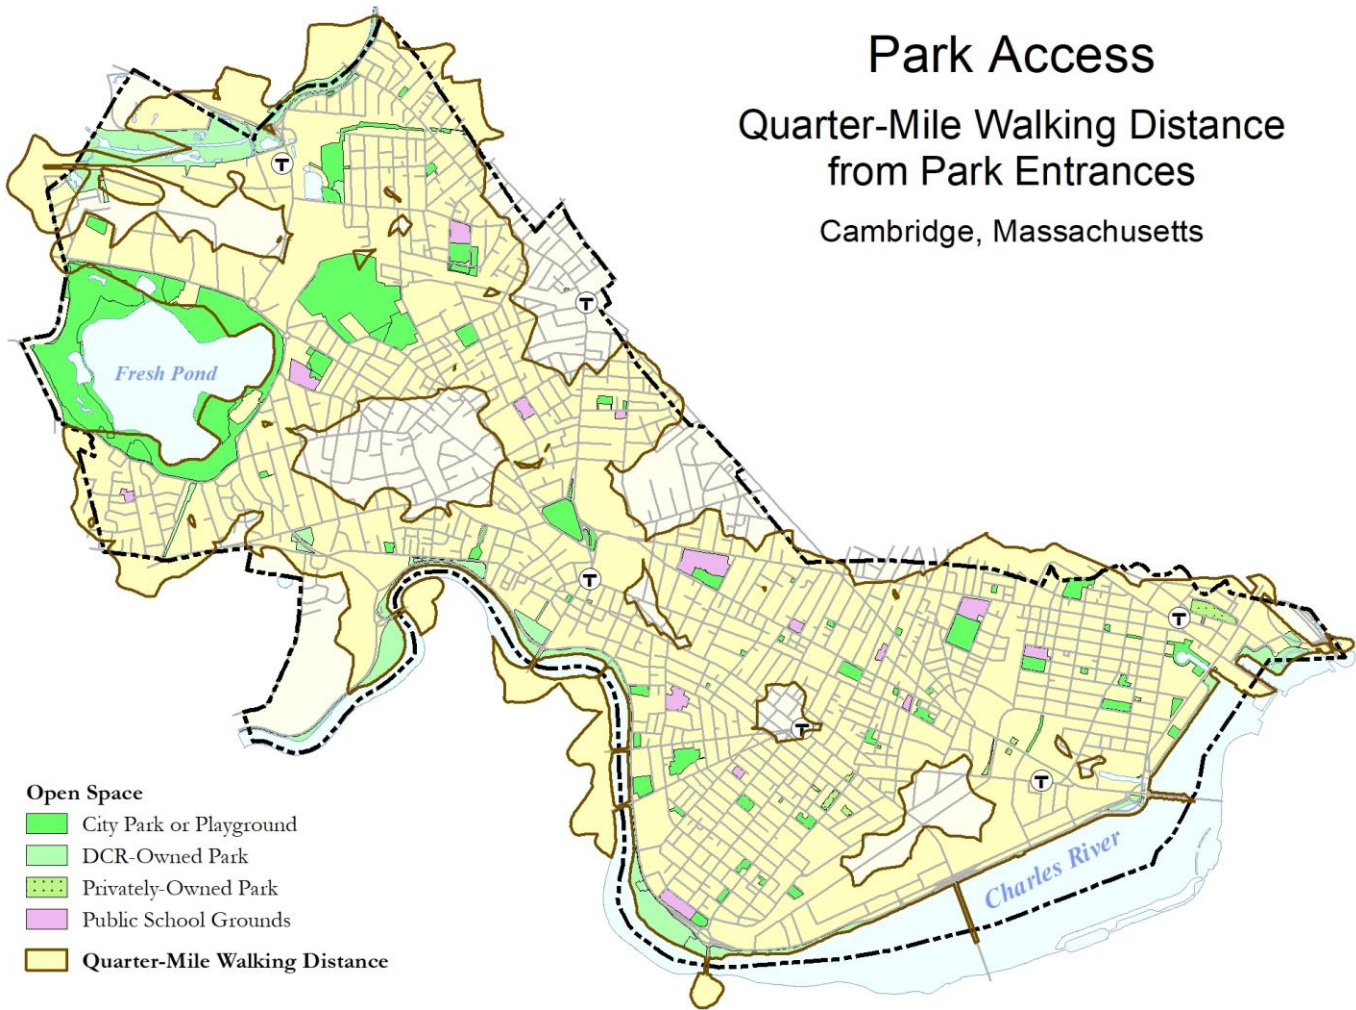 Park Access
Quarter-Mile Walking Distance
from Park Entrances
Cambridge, Massachusetts
T
T
Fresh Pond
T
T
T
T
Charles River
Open Space
City Park or Playground
DCR-Owned Park
Privately-Owned Park
Public School Grounds
Quarter-Mile Walking Distance